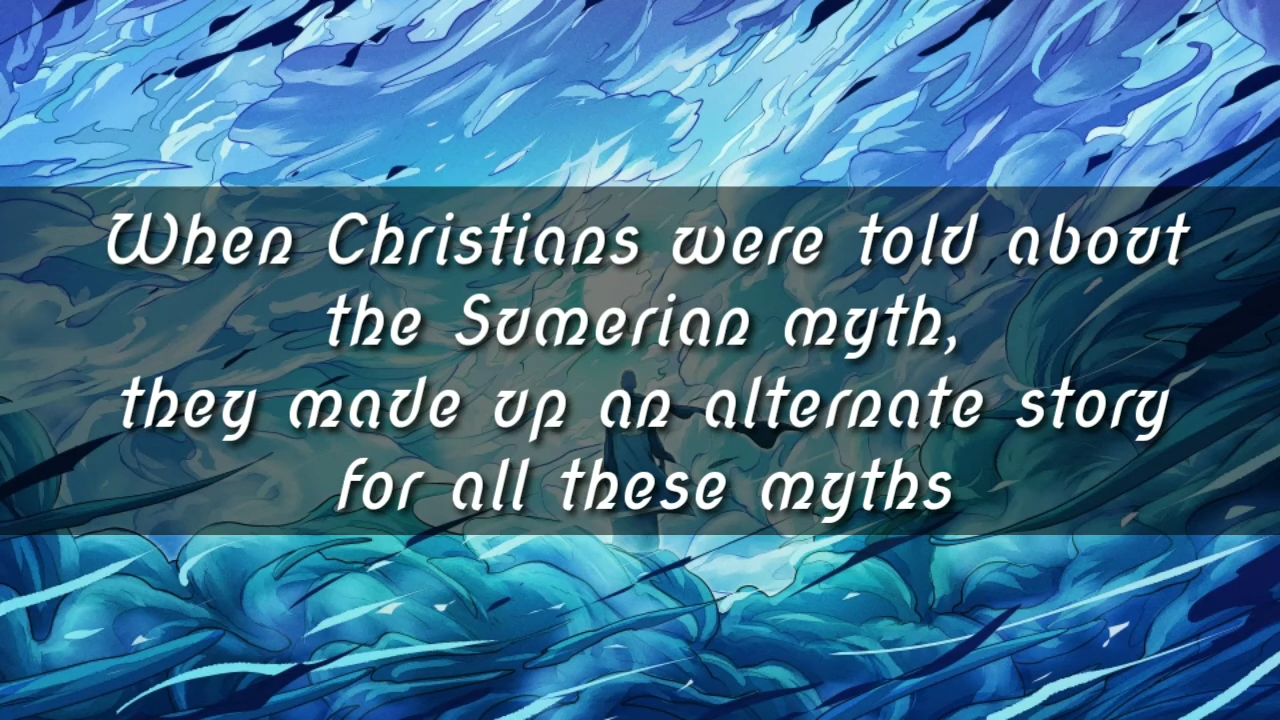 When Christians were told about
the Sumerian myth,
they made up an alternate story
for all these myths